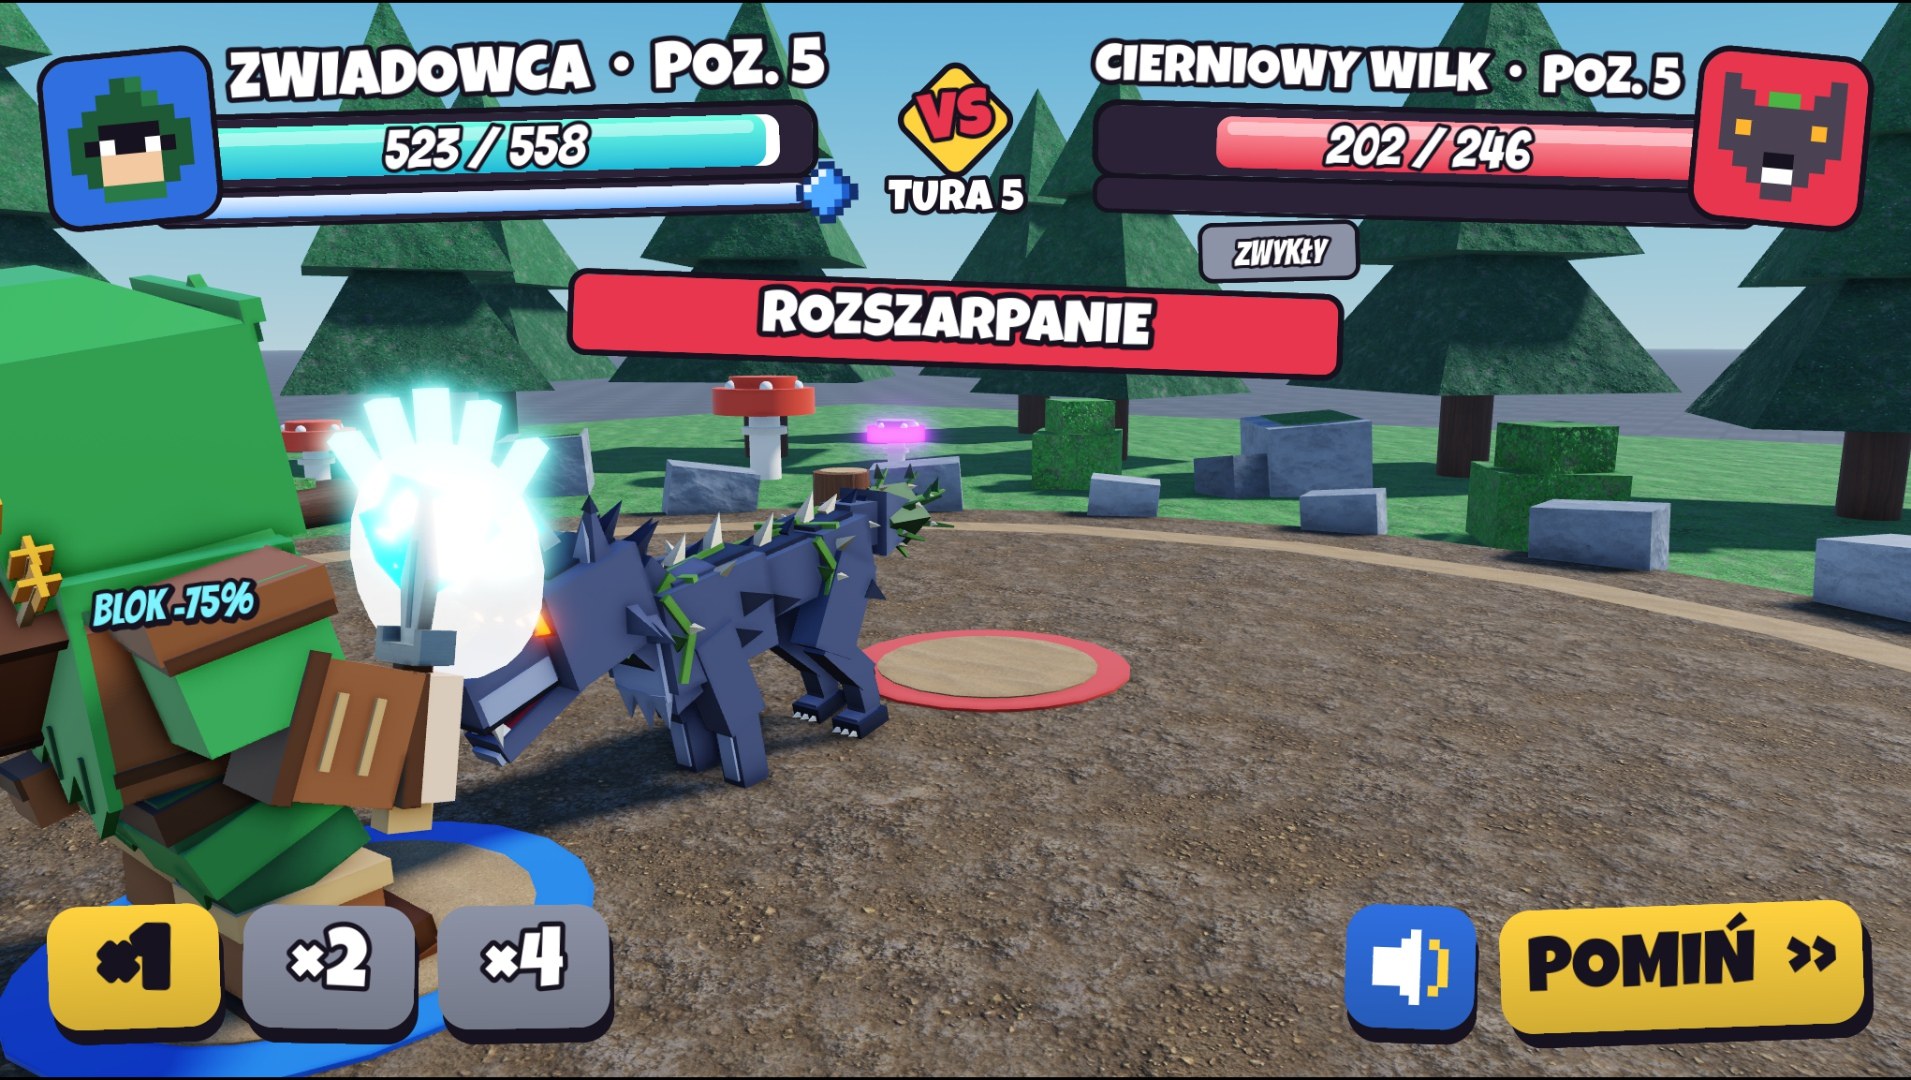 ZWIADOWCA • POZ. 5
523 / 558
VS
TURA 5
CIERNIOWY WILK • POZ. 5
202 / 246
ZWYKŁY
ROZSZARPANIE
BLOK -75%
×1
×2
×4
POMIŃ >>